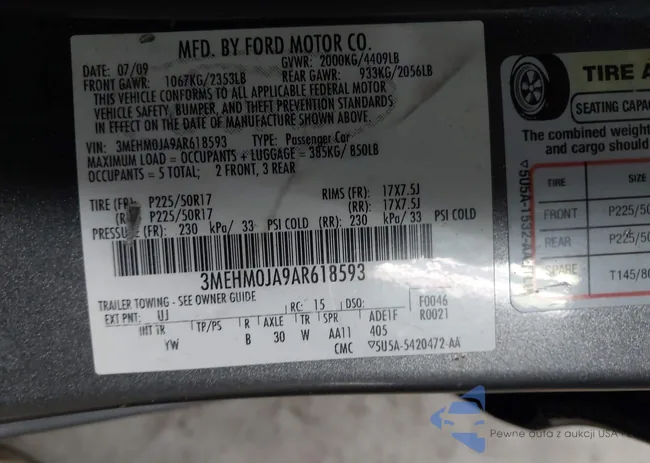 MFD. BY FORD MOTOR CO.
DATE: 07/09 GVWR: 2000KG/4409LB
FRONT GAWR: 1067KG/2353LB REAR GAWR: 933KG/2056LB
THIS VEHICLE CONFORMS TO ALL APPLICABLE FEDERAL MOTOR
VEHICLE SAFETY, BUMPER, AND THEFT PREVENTION STANDARDS
IN EFFECT ON THE DATE OF MANUFACTURE SHOWN ABOVE.
VIN: 3MEHM0JA9AR618593 TYPE: Passenger Car
MAXIMUM LOAD = OCCUPANTS + LUGGAGE = 385KG/ 850LB
OCCUPANTS = 5 TOTAL; 2 FRONT, 3 REAR
TIRE (FR): P225/50R17 RIMS (FR): 17X7.5J
(RR): P225/50R17 (RR): 17X7.5J
PRESSURE (FR): 230 kPa/ 33 PSI COLD (RR): 230 kPa/ 33 PSI COLD
3MEHM0JA9AR618593
TRAILER TOWING - SEE OWNER GUIDE
EXT PNT: UJ RC: 15 DSO: F0046
R0021
INT TR TP/PS R AXLE TR SPR ADE1F
YW B 30 W AA11 405
CMC ▽5U5A-5420472-AA
TIRE A
SEATING CAPAC
The combined weight
and cargo should
TIRE SIZE
FRONT P225/50
REAR P225/50
SPARE T145/80
Pewne auta z aukcji USA